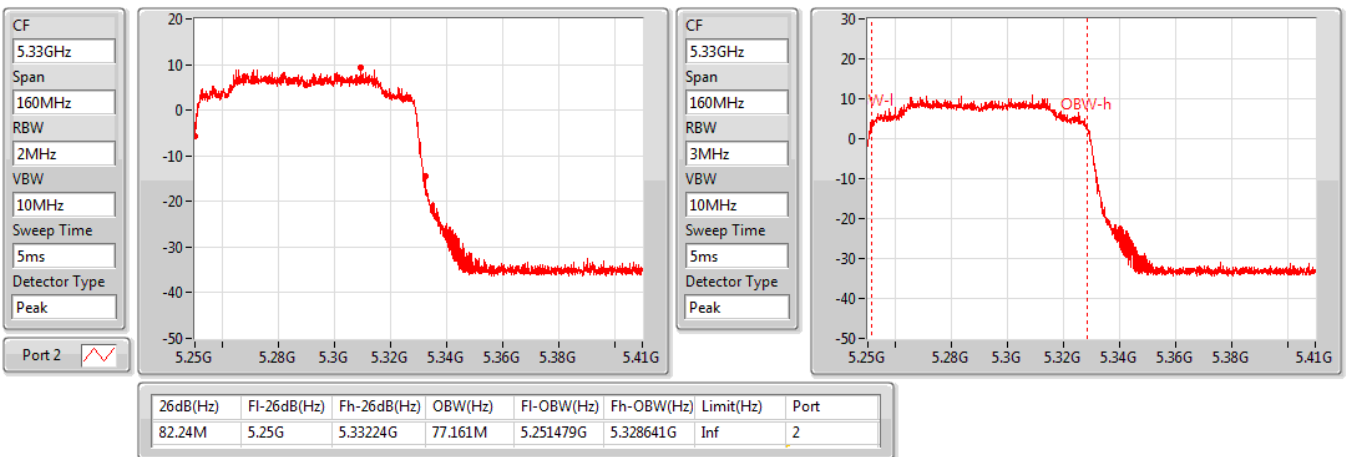 CF
5.33GHz
Span
160MHz
RBW
2MHz
VBW
10MHz
Sweep Time
5ms
Detector Type
Peak
Port 2
20
10
0
-10
-20
-30
-40
-50
5.25G 5.28G 5.3G 5.32G 5.34G 5.36G 5.38G 5.41G
CF
5.33GHz
Span
160MHz
RBW
3MHz
VBW
10MHz
Sweep Time
5ms
Detector Type
Peak
30
20
10
0
-10
-20
-30
-40
-50
W-l OBW-h
5.25G 5.28G 5.3G 5.32G 5.34G 5.36G 5.38G 5.41G
26dB(Hz) Fl-26dB(Hz) Fh-26dB(Hz) OBW(Hz) Fl-OBW(Hz) Fh-OBW(Hz) Limit(Hz) Port
82.24M 5.25G 5.33224G 77.161M 5.251479G 5.328641G Inf 2